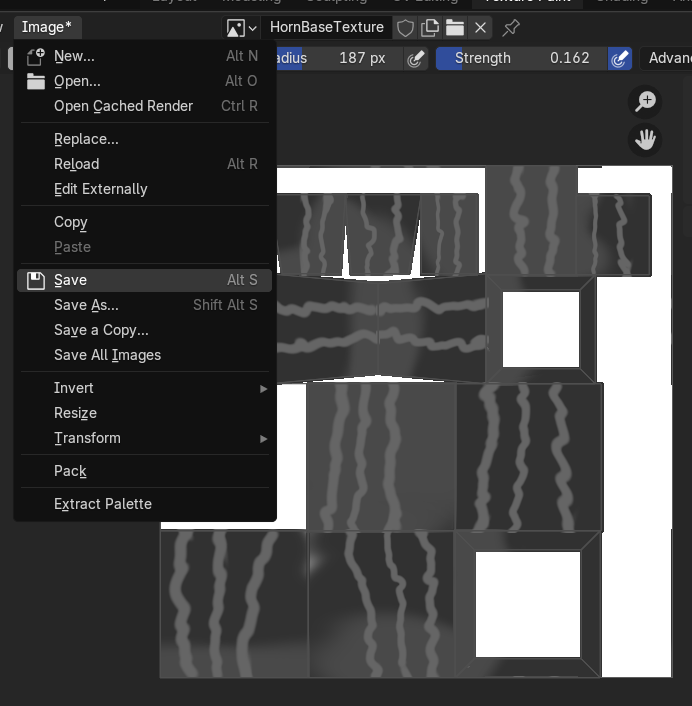 Image*
HornBaseTexture
New... Alt N
Open... Alt O
Open Cached Render Ctrl R
Replace...
Reload Alt R
Edit Externally
Copy
Paste
Save Alt S
Save As... Shift Alt S
Save a Copy...
Save All Images
Invert
Resize
Transform
Pack
Extract Palette
adius 187 px
Strength 0.162
Advan